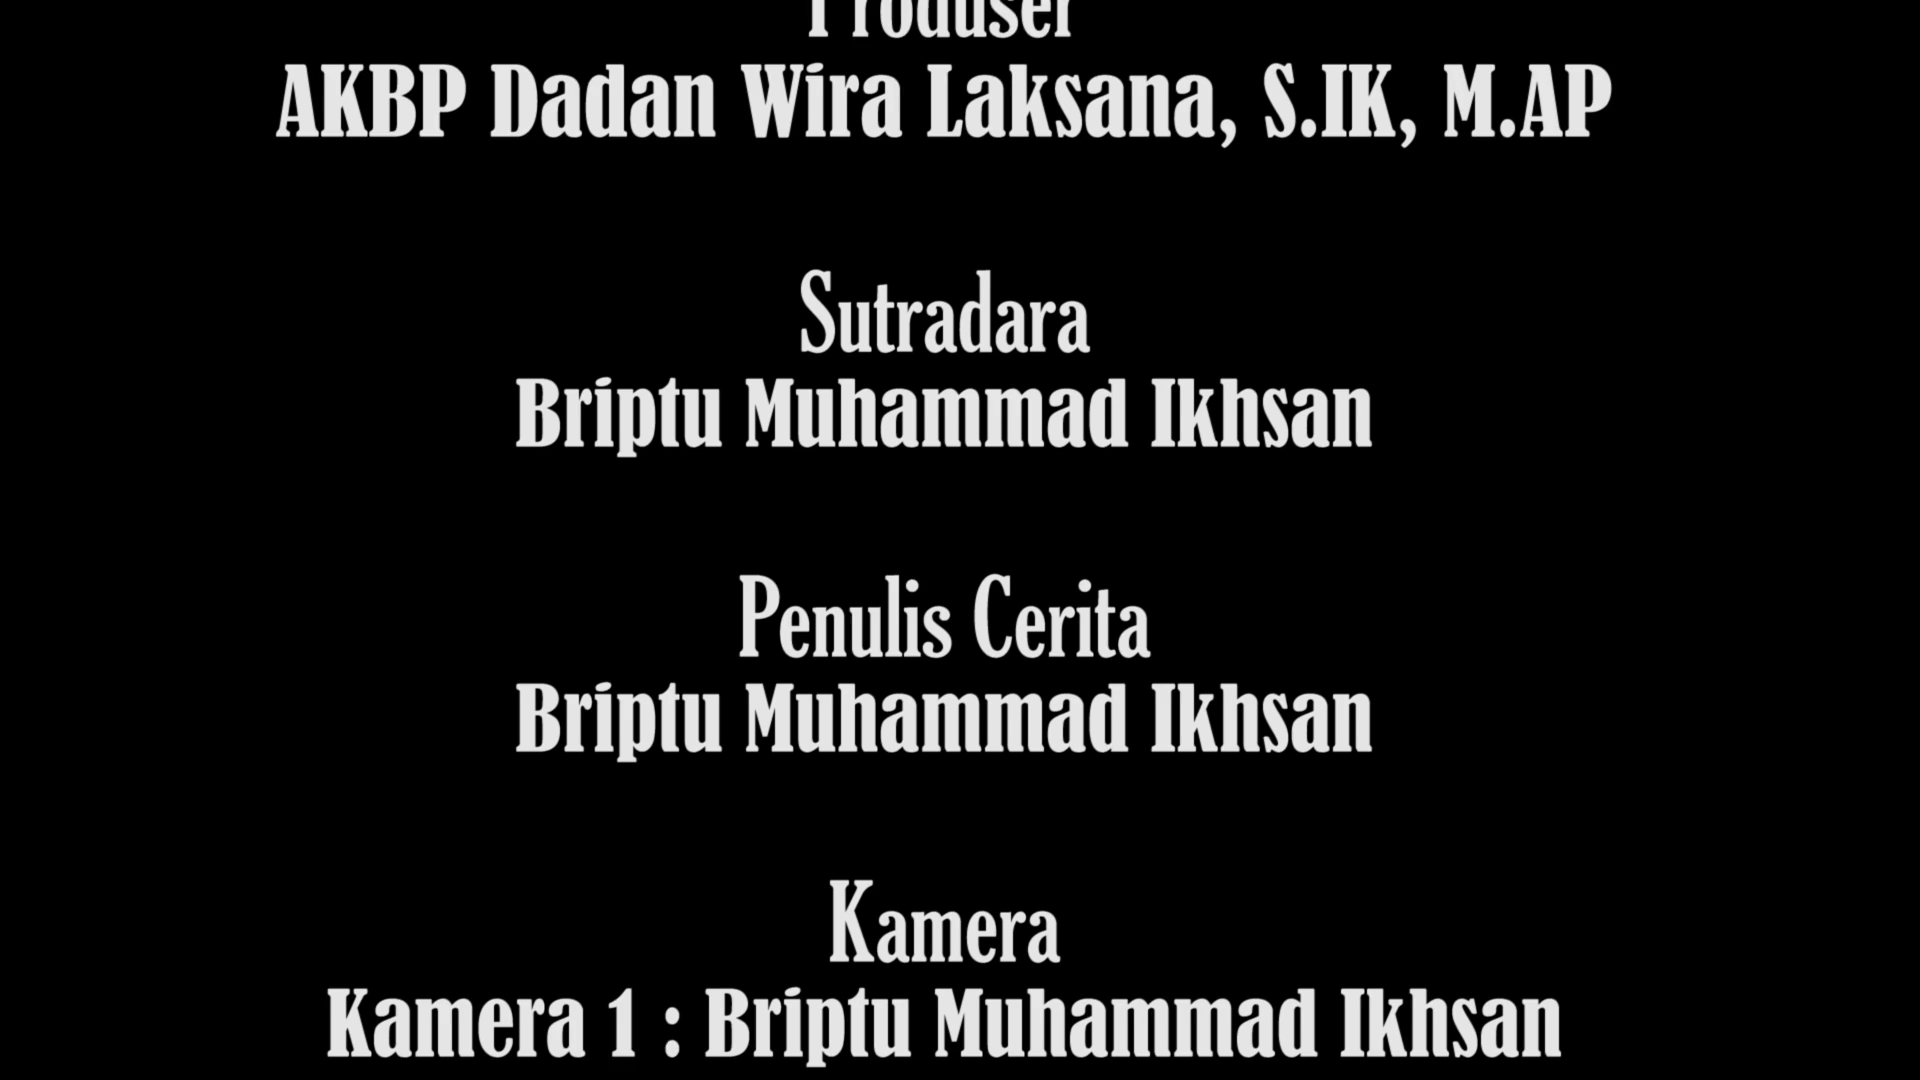 Produser
AKBP Dadan Wira Laksana, S.IK, M.AP
Sutradara
Briptu Muhammad Ikhsan
Penulis Cerita
Briptu Muhammad Ikhsan
Kamera
Kamera 1 : Briptu Muhammad Ikhsan